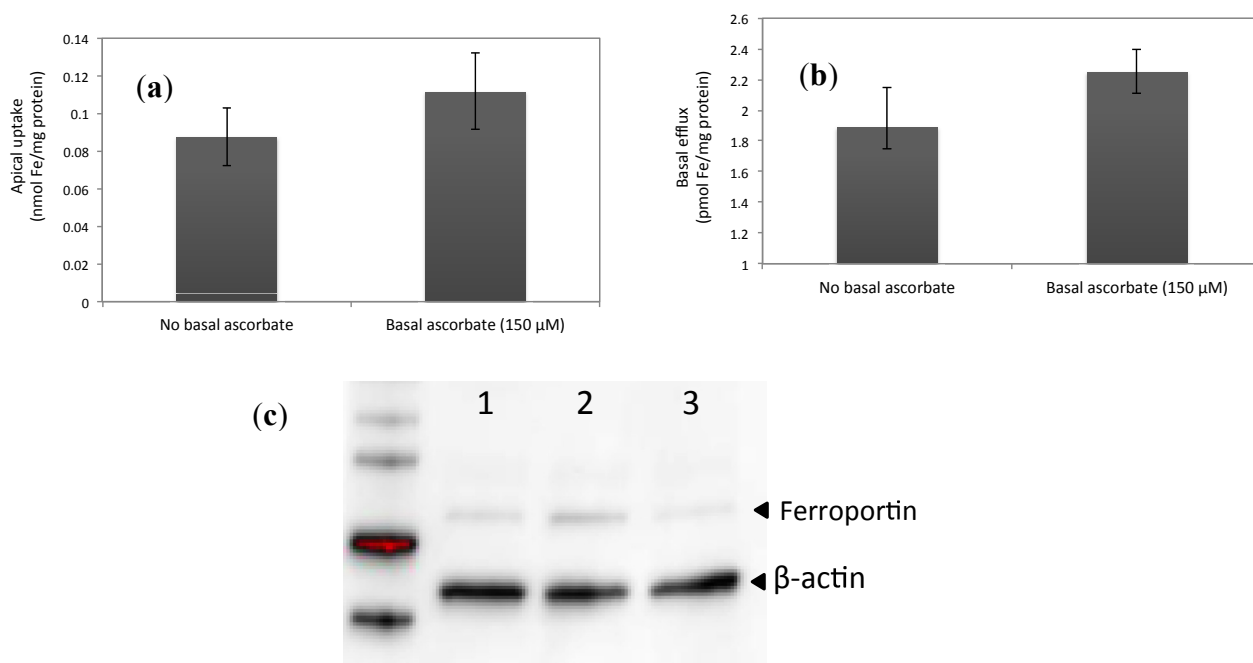 (a)
Apical uptake
(nmol Fe/mg protein)
0.14
0.12
0.1
0.08
0.06
0.04
0.02
0
No basal ascorbate
Basal ascorbate (150 μM)
(b)
Basal efflux
(pmol Fe/mg protein)
2.6
2.4
2.2
2
1.8
1.6
1.4
1.2
1
No basal ascorbate
Basal ascorbate (150 μM)
(c)
1 2 3
Ferroportin
β-actin